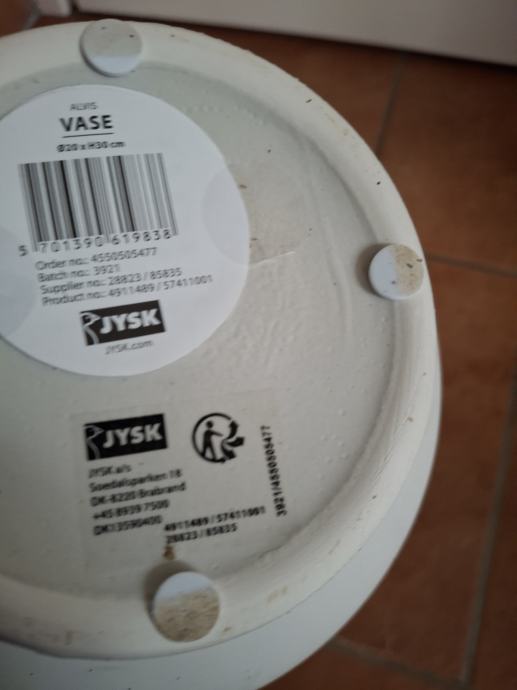 ALVIS
VASE
Ø20 x H30 cm
5 701390 619838
Order no.: 4550505477
Batch no.: 3921
Supplier no.: 28823 / 85835
Product no.: 4911489 / 57411001
JYSK
JYSK.com
JYSK
JYSK a/s
Soedalsparken 18
DK-8220 Brabrand
+45 8939 7500
DK13590400
4911489 / 57411001
28823 / 85835
3921/4550505477